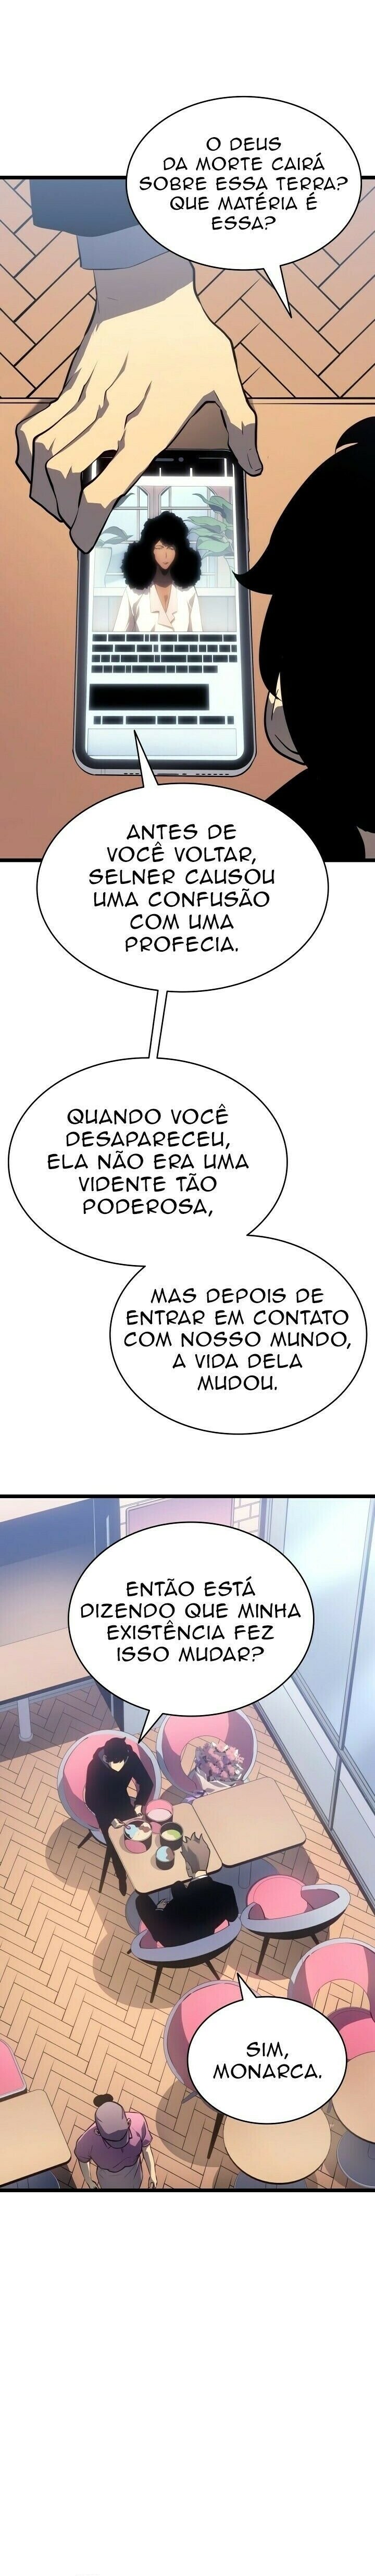 O DEUS
DA MORTE CAIRÁ
SOBRE ESSA TERRA?
QUE MATÉRIA É
ESSA?
ANTES DE
VOCÊ VOLTAR,
SELNER CAUSOU
UMA CONFUSÃO
COM UMA
PROFECIA.
QUANDO VOCÊ
DESAPARECEU,
ELA NÃO ERA UMA
VIDENTE TÃO
PODEROSA,
MAS DEPOIS DE
ENTRAR EM CONTATO
COM NOSSO MUNDO,
A VIDA DELA
MUDOU.
ENTÃO ESTÁ
DIZENDO QUE MINHA
EXISTÊNCIA FEZ
ISSO MUDAR?
SIM,
MONARCA.